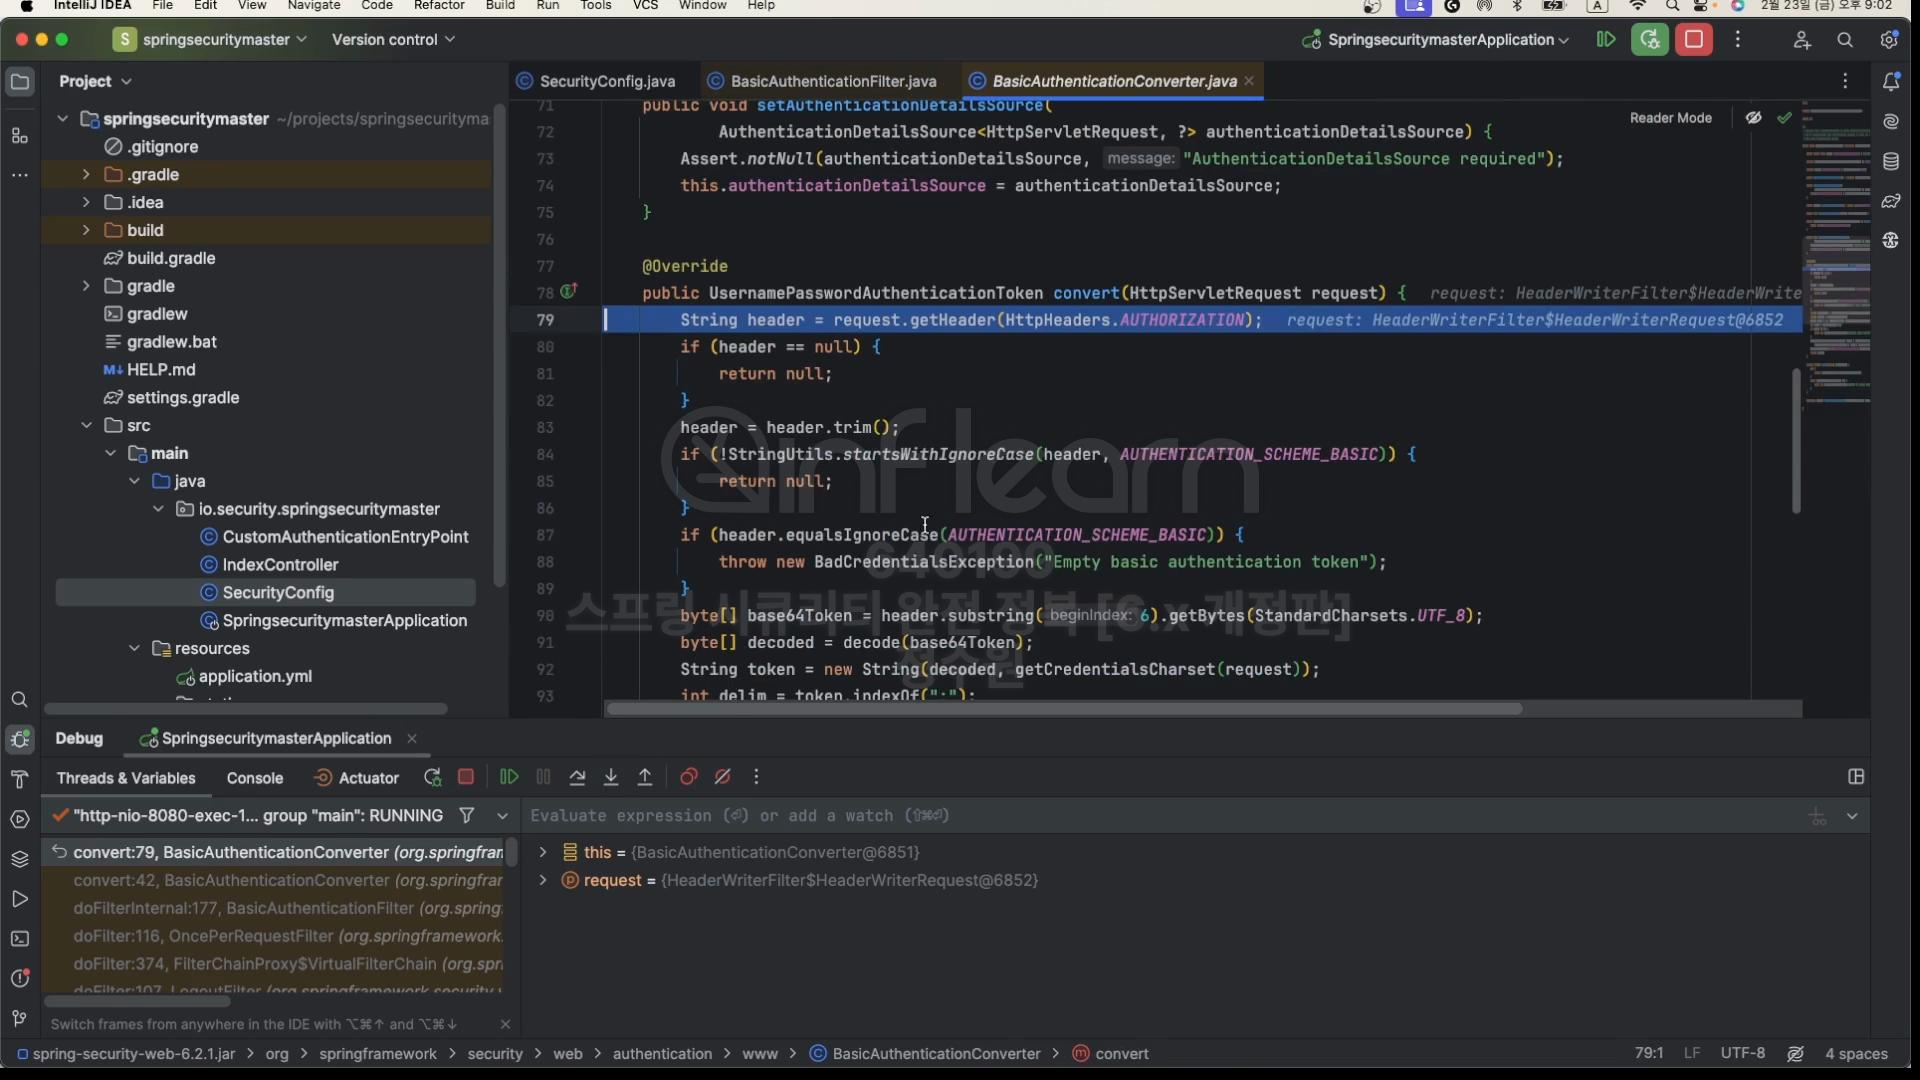 IntelliJ IDEA File Edit View Navigate Code Refactor Build Run Tools VCS Window Help
A 2월 23일 (금) 오후 9:02
S springsecuritymaster Version control SpringsecuritymasterApplication
Project SecurityConfig.java BasicAuthenticationFilter.java BasicAuthenticationConverter.java
Reader Mode
springsecuritymaster ~/projects/springsecurityma
.gitignore
.gradle
.idea
build
build.gradle
gradle
gradlew
gradlew.bat
HELP.md
settings.gradle
src
main
java
io.security.springsecuritymaster
CustomAuthenticationEntryPoint
IndexController
SecurityConfig
SpringsecuritymasterApplication
resources
application.yml
71 public void setAuthenticationDetailsSource(
72 AuthenticationDetailsSource<HttpServletRequest, ?> authenticationDetailsSource) {
73 Assert.notNull(authenticationDetailsSource, message: "AuthenticationDetailsSource required");
74 this.authenticationDetailsSource = authenticationDetailsSource;
75 }
76
77 @Override
78 public UsernamePasswordAuthenticationToken convert(HttpServletRequest request) { request: HeaderWriterFilter$HeaderWrite
79 String header = request.getHeader(HttpHeaders.AUTHORIZATION); request: HeaderWriterFilter$HeaderWriterRequest@6852
80 if (header == null) {
81 return null;
82 }
83 header = header.trim();
84 if (!StringUtils.startsWithIgnoreCase(header, AUTHENTICATION_SCHEME_BASIC)) {
85 return null;
86 }
87 if (header.equalsIgnoreCase(AUTHENTICATION_SCHEME_BASIC)) {
88 throw new BadCredentialsException("Empty basic authentication token");
89 }
90 byte[] base64Token = header.substring( beginIndex: 6).getBytes(StandardCharsets.UTF_8);
91 byte[] decoded = decode(base64Token);
92 String token = new String(decoded, getCredentialsCharset(request));
93 int delim = token.indexOf(":");
inflearn
스프링 시큐리티 완전 정복 [6.x 개정판]
정수원
Debug SpringsecuritymasterApplication
Threads & Variables Console Actuator
"http-nio-8080-exec-1... group "main": RUNNING
Evaluate expression (⏎) or add a watch (⇧⌘⏎)
convert:79, BasicAuthenticationConverter (org.springfran
convert:42, BasicAuthenticationConverter (org.springfrar
doFilterInternal:177, BasicAuthenticationFilter (org.spring
doFilter:116, OncePerRequestFilter (org.springframework.
doFilter:374, FilterChainProxy$VirtualFilterChain (org.spri
doFilter:107, LogoutFilter (org.springframework.security.
this = {BasicAuthenticationConverter@6851}
request = {HeaderWriterFilter$HeaderWriterRequest@6852}
Switch frames from anywhere in the IDE with ⌥⌘↑ and ⌥⌘↓
spring-security-web-6.2.1.jar > org > springframework > security > web > authentication > www > BasicAuthenticationConverter > convert
79:1 LF UTF-8 4 spaces